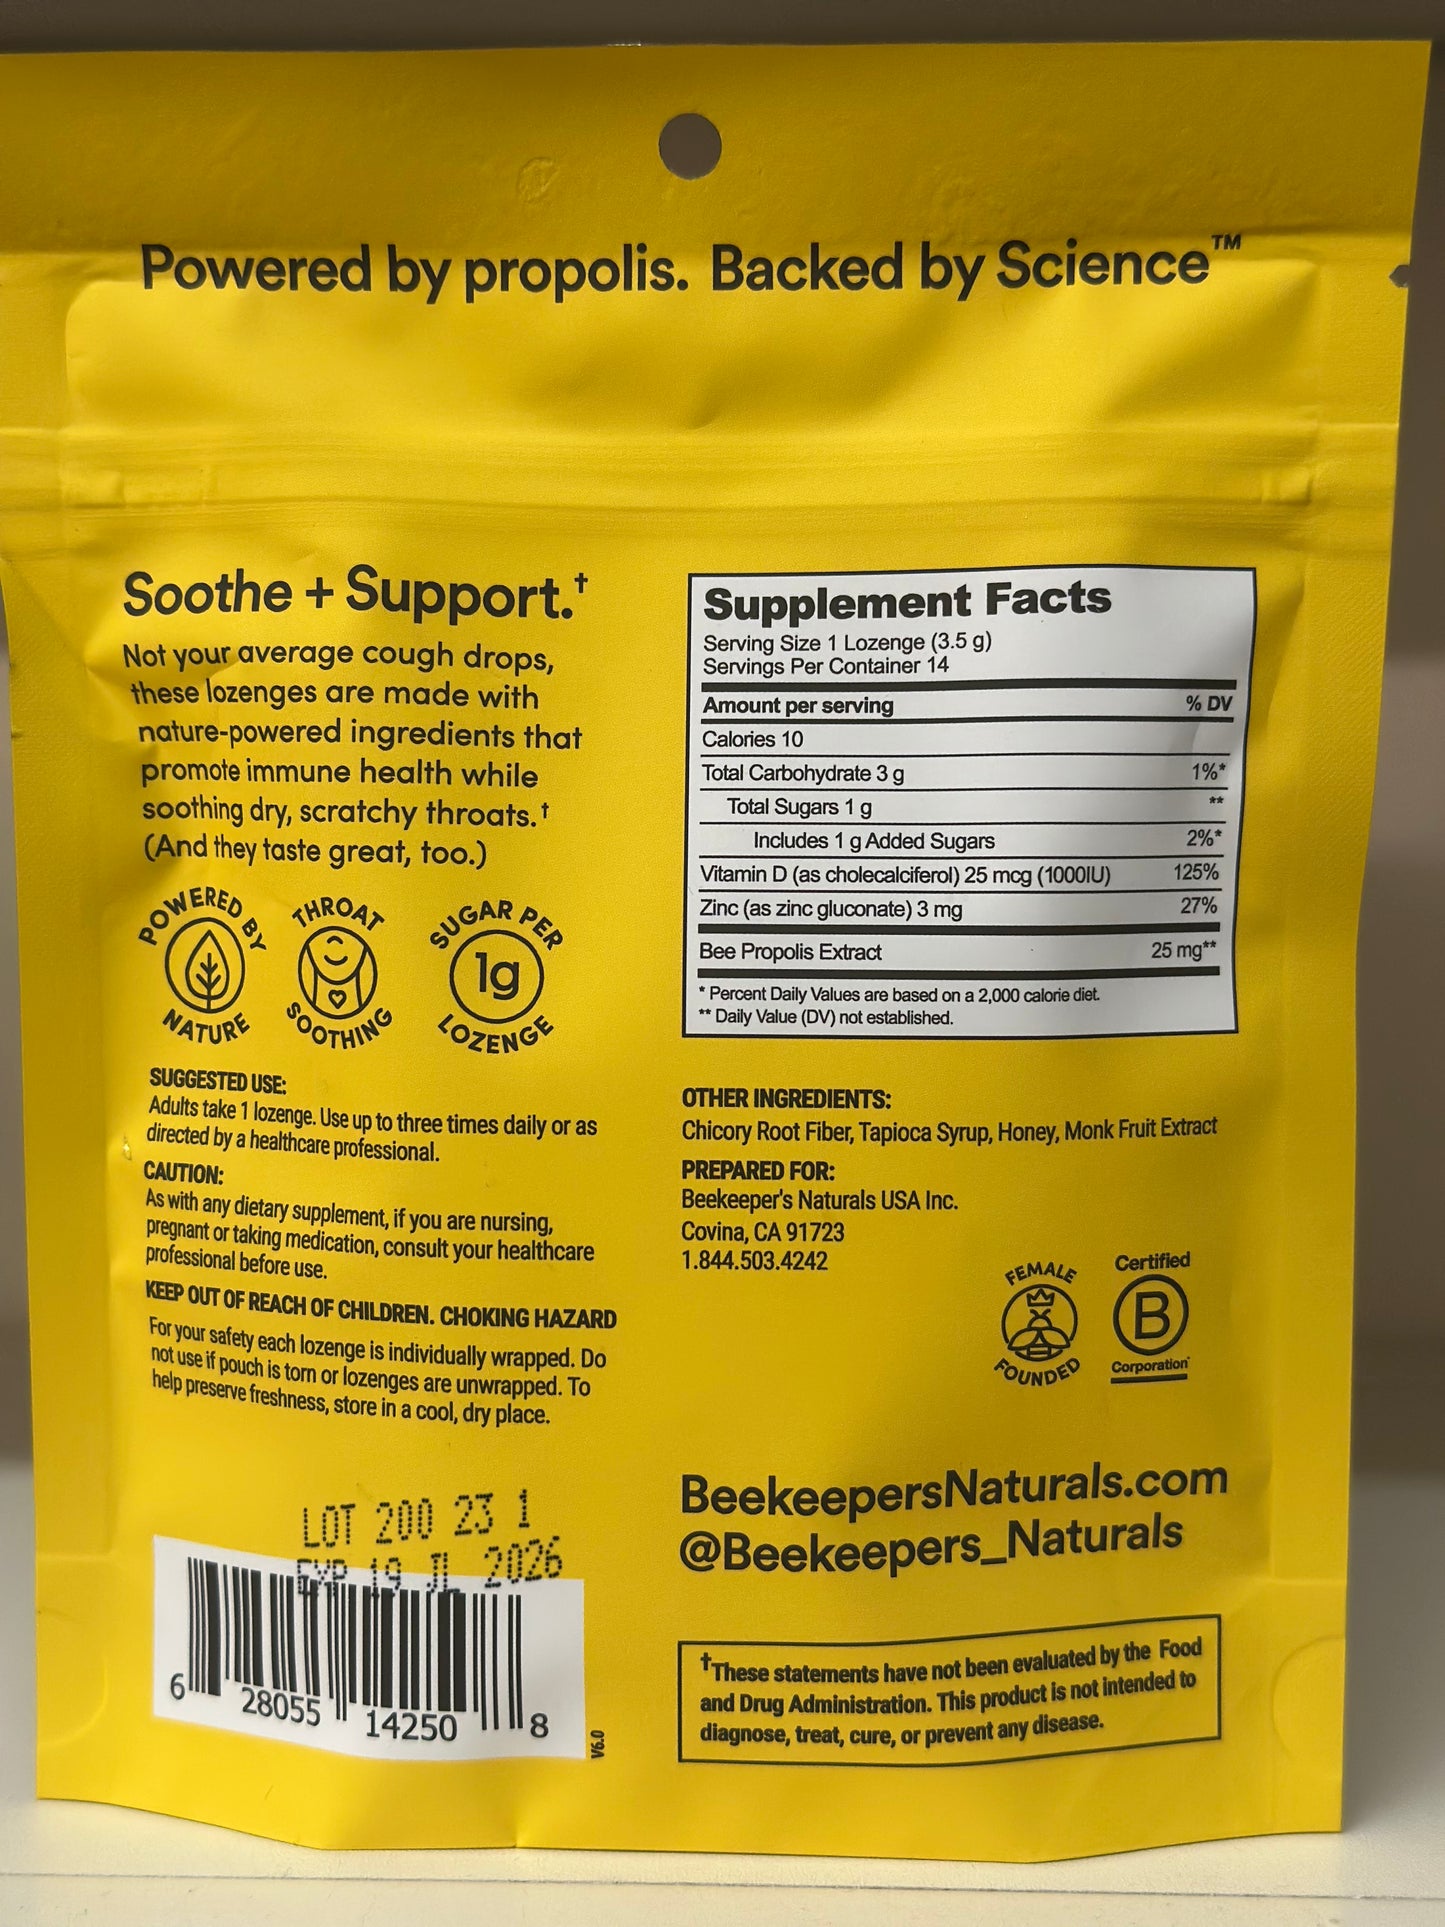 Powered by propolis. Backed by Science™
Soothe + Support.†
Not your average cough drops,
these lozenges are made with
nature-powered ingredients that
promote immune health while
soothing dry, scratchy throats.†
(And they taste great, too.)
POWERED BY
NATURE
THROAT
SOOTHING
SUGAR PER
1g
LOZENGE
SUGGESTED USE:
Adults take 1 lozenge. Use up to three times daily or as
directed by a healthcare professional.
CAUTION:
As with any dietary supplement, if you are nursing,
pregnant or taking medication, consult your healthcare
professional before use.
KEEP OUT OF REACH OF CHILDREN. CHOKING HAZARD
For your safety each lozenge is individually wrapped. Do
not use if pouch is torn or lozenges are unwrapped. To
help preserve freshness, store in a cool, dry place.
LOT 200 23 1
EXP 19 JL 2026
6 28055 14250 8
V6.0
Supplement Facts
Serving Size 1 Lozenge (3.5 g)
Servings Per Container 14
Amount per serving % DV
Calories 10
Total Carbohydrate 3 g 1%*
Total Sugars 1 g **
Includes 1 g Added Sugars 2%*
Vitamin D (as cholecalciferol) 25 mcg (1000IU) 125%
Zinc (as zinc gluconate) 3 mg 27%
Bee Propolis Extract 25 mg**
* Percent Daily Values are based on a 2,000 calorie diet.
** Daily Value (DV) not established.
OTHER INGREDIENTS:
Chicory Root Fiber, Tapioca Syrup, Honey, Monk Fruit Extract
PREPARED FOR:
Beekeeper's Naturals USA Inc.
Covina, CA 91723
1.844.503.4242
FEMALE
FOUNDED
Certified
B
Corporation
BeekeepersNaturals.com
@Beekeepers_Naturals
†These statements have not been evaluated by the Food
and Drug Administration. This product is not intended to
diagnose, treat, cure, or prevent any disease.